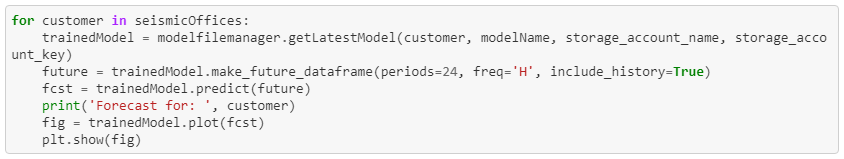 for customer in seismicOffices:
    trainedModel = modelfilemanager.getLatestModel(customer, modelName, storage_account_name, storage_acco
unt_key)
    future = trainedModel.make_future_dataframe(periods=24, freq='H', include_history=True)
    fcst = trainedModel.predict(future)
    print('Forecast for: ', customer)
    fig = trainedModel.plot(fcst)
    plt.show(fig)